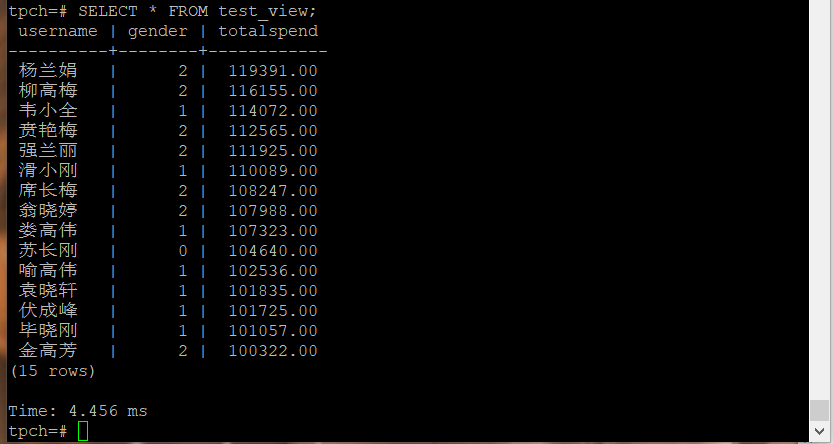 tpch=# SELECT * FROM test_view;
 username | gender | totalspend
----------+--------+------------
 杨兰娟   |      2 |  119391.00
 柳高梅   |      2 |  116155.00
 韦小全   |      1 |  114072.00
 贲艳梅   |      2 |  112565.00
 强兰丽   |      2 |  111925.00
 滑小刚   |      1 |  110089.00
 席长梅   |      2 |  108247.00
 翁晓婷   |      2 |  107988.00
 娄高伟   |      1 |  107323.00
 苏长刚   |      0 |  104640.00
 喻高伟   |      1 |  102536.00
 袁晓轩   |      1 |  101835.00
 伏成峰   |      1 |  101725.00
 毕晓刚   |      1 |  101057.00
 金高芳   |      2 |  100322.00
(15 rows)

Time: 4.456 ms
tpch=#